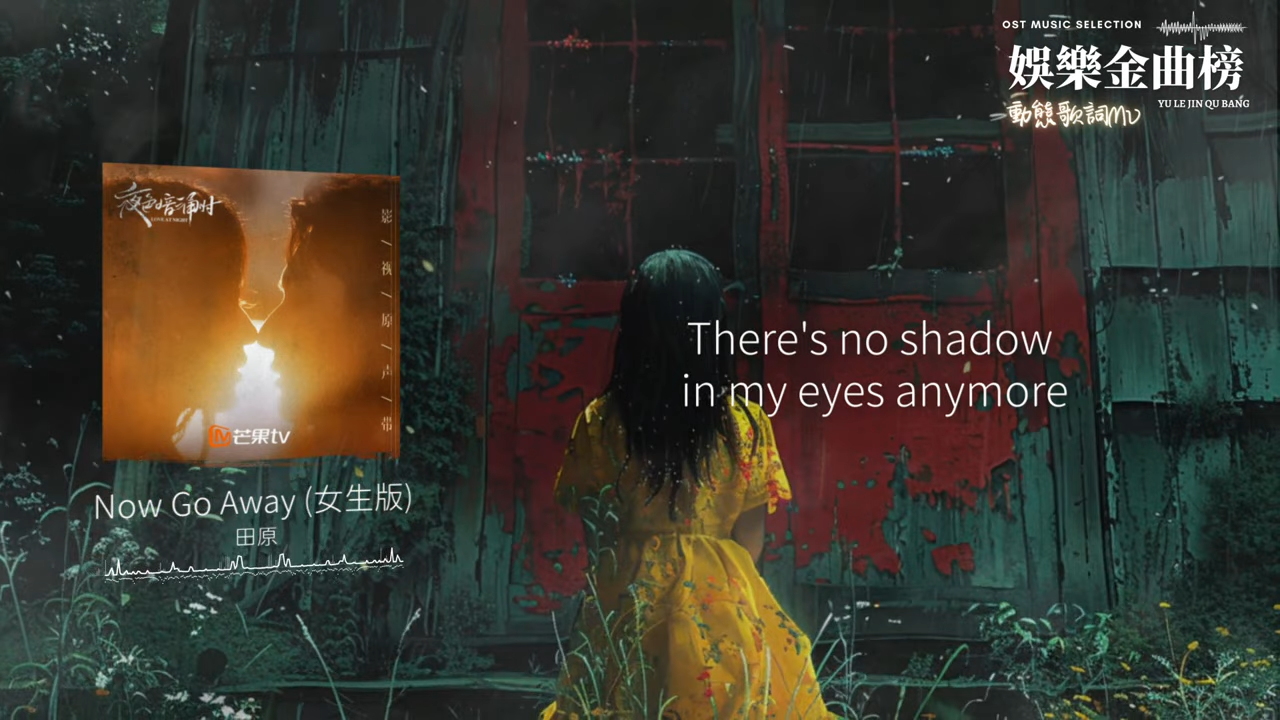 OST MUSIC SELECTION
娛樂金曲榜
YU LE JIN QU BANG
動態歌詞MV
夜色暗涌时
LOVE AT NIGHT
影/视/原/声/带
芒果tv
There's no shadow
in my eyes anymore
Now Go Away (女生版)
田原